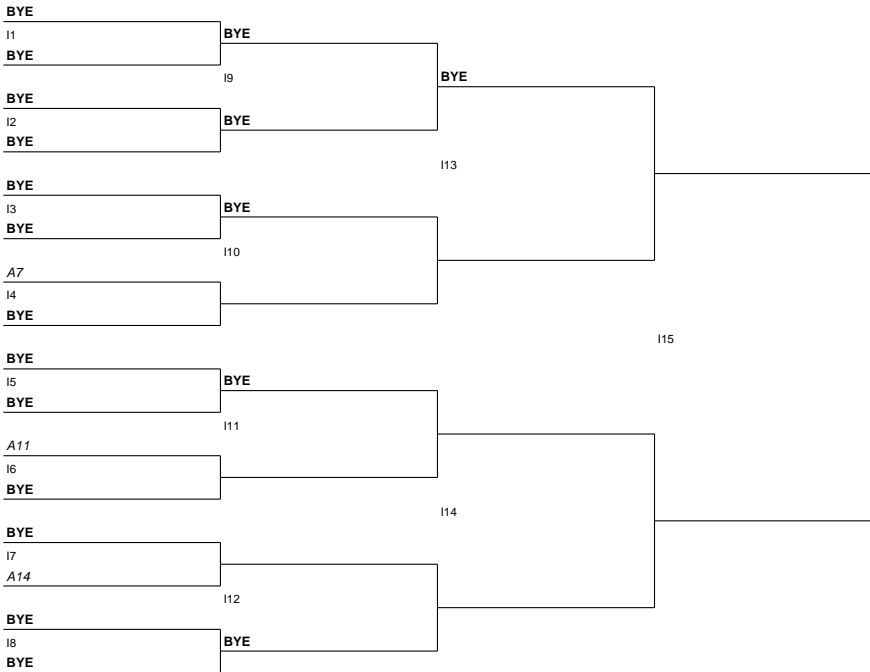 BYE
I1
BYE
BYE
I9
BYE
BYE
I2
BYE
BYE
I13
BYE
I3
BYE
BYE
I10
A7
I4
BYE
I15
BYE
I5
BYE
BYE
I11
A11
I6
BYE
I14
BYE
I7
A14
I12
BYE
I8
BYE
BYE